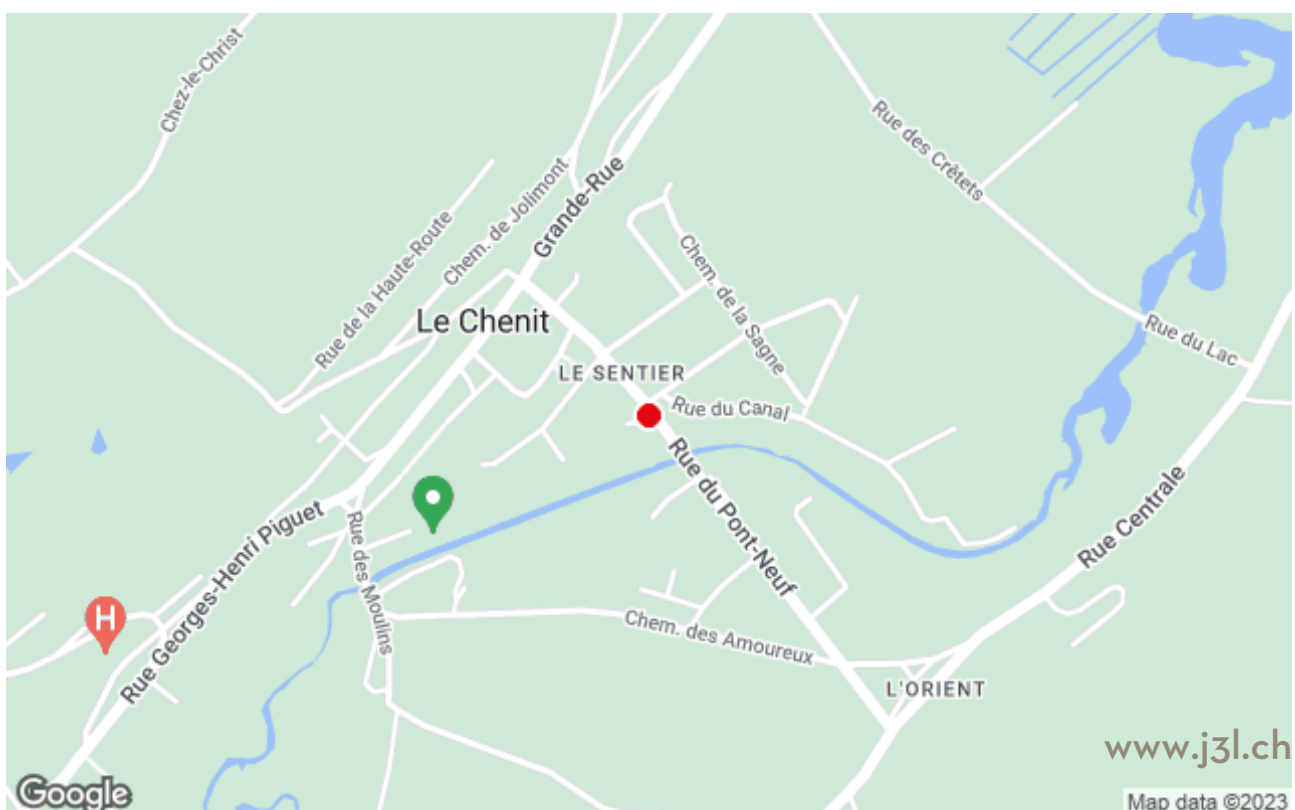 Chez-le-Christ
Rue des Crêtets
Chem. de Jolimont
Grande-Rue
Rue de la Haute-Route
Chem. de la Sagne
Le Chenit
Rue du Lac
LE SENTIER
Rue du Canal
Rue du Pont-Neuf
Rue Centrale
Rue Georges-Henri Piguet
Rue des Moulins
H
Chem. des Amoureux
L'ORIENT
www.j3l.ch
Google
Map data ©2023